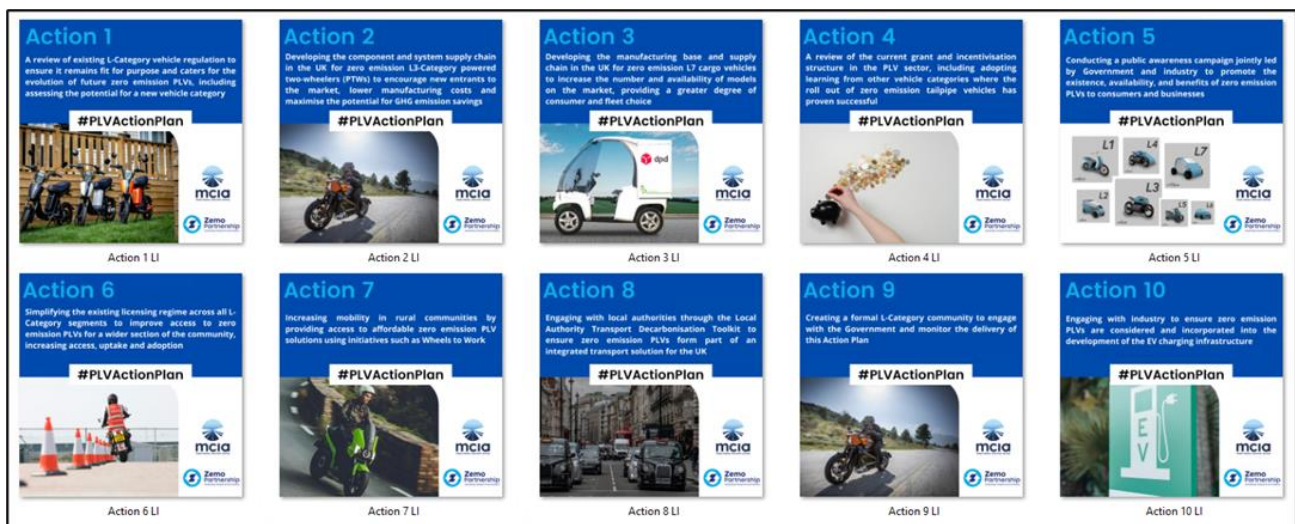 Action 1
A review of existing L-Category vehicle regulation to
ensure it remains fit for purpose and caters for the
evolution of future zero emission PLVs, including
assessing the potential for a new vehicle category
#PLVActionPlan
mcia
Zemo
Partnership
Action 1 LI
Action 2
Developing the component and system supply chain
in the UK for zero emission L3-Category powered
two-wheelers (PTWs) to encourage new entrants to
the market, lower manufacturing costs and
maximise the potential for GHG emission savings
#PLVActionPlan
mcia
Zemo
Partnership
Action 2 LI
Action 3
Developing the manufacturing base and supply
chain in the UK for zero emission L7 cargo vehicles
to increase the number and availability of models
on the market, providing a greater degree of
consumer and fleet choice
#PLVActionPlan
dpd
mcia
Zemo
Partnership
Action 3 LI
Action 4
A review of the current grant and incentivisation
structure in the PLV sector, including adopting
learning from other vehicle categories where the
roll out of zero emission tailpipe vehicles has
proven successful
#PLVActionPlan
mcia
Zemo
Partnership
Action 4 LI
Action 5
Conducting a public awareness campaign jointly led
by Government and industry to promote the
existence, availability, and benefits of zero emission
PLVs to consumers and businesses
#PLVActionPlan
L1
L4
L7
L2
L3
L5
L6
mcia
Zemo
Partnership
Action 5 LI
Action 6
Simplifying the existing licensing regime across all L-
Category segments to improve access to zero
emission PLVs for a wider section of the community,
increasing access, uptake and adoption
#PLVActionPlan
mcia
Zemo
Partnership
Action 6 LI
Action 7
Increasing mobility in rural communities by
providing access to affordable zero emission PLV
solutions using initiatives such as Wheels to Work
#PLVActionPlan
mcia
Zemo
Partnership
Action 7 LI
Action 8
Engaging with local authorities through the Local
Authority Transport Decarbonisation Toolkit to
ensure zero emission PLVs form part of an
integrated transport solution for the UK
#PLVActionPlan
mcia
Zemo
Partnership
Action 8 LI
Action 9
Creating a formal L-Category community to engage
with the Government and monitor the delivery of
this Action Plan
#PLVActionPlan
mcia
Zemo
Partnership
Action 9 LI
Action 10
Engaging with industry to ensure zero emission
PLVs are considered and incorporated into the
development of the EV charging infrastructure
#PLVActionPlan
EV
mcia
Zemo
Partnership
Action 10 LI